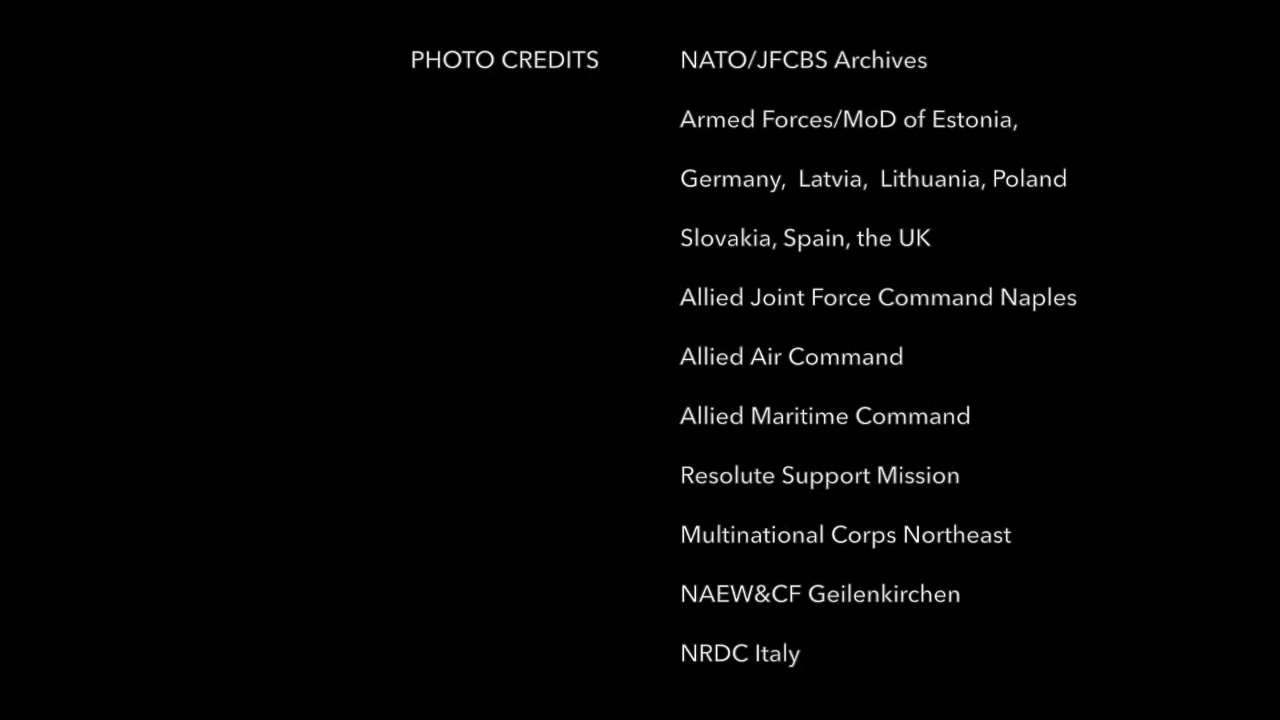 PHOTO CREDITS NATO/JFCBS Archives
Armed Forces/MoD of Estonia,
Germany, Latvia, Lithuania, Poland
Slovakia, Spain, the UK
Allied Joint Force Command Naples
Allied Air Command
Allied Maritime Command
Resolute Support Mission
Multinational Corps Northeast
NAEW&CF Geilenkirchen
NRDC Italy